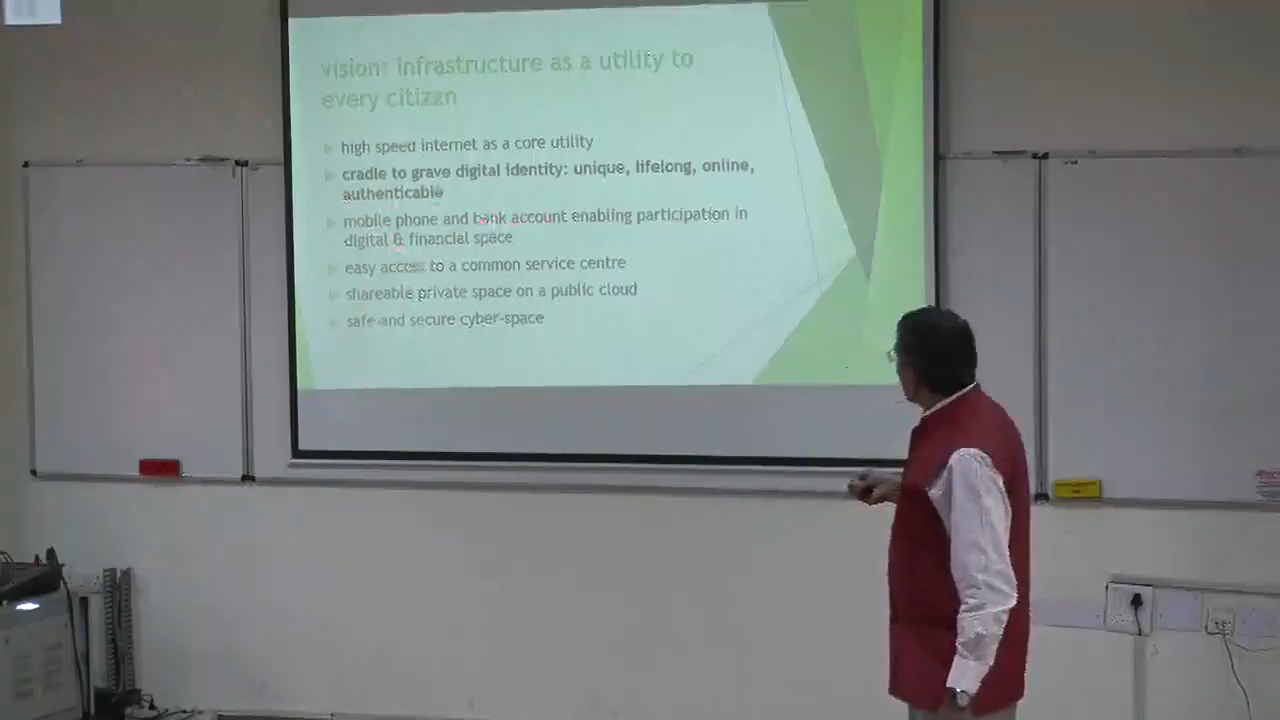 vision: infrastructure as a utility to
every citizan
high speed internet as a core utility
cradle to grave digital identity: unique, lifelong, online,
authenticable
mobile phone and bank account enabling participation in
digital & financial space
easy access to a common service centre
shareable private space on a public cloud
safe and secure cyber-space